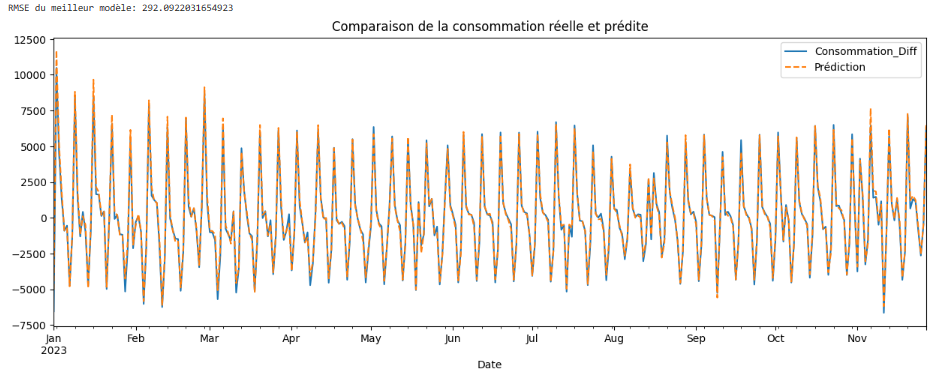 RMSE du meilleur modèle: 292.0922031654923
Comparaison de la consommation réelle et prédite
12500
10000
7500
5000
2500
0
−2500
−5000
−7500
Consommation_Diff
Prédiction
Jan Feb Mar Apr May Jun Jul Aug Sep Oct Nov
2023
Date